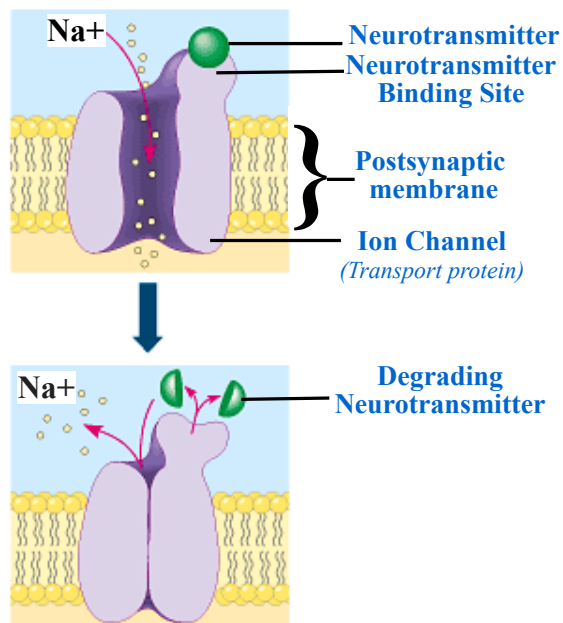 Na+
Neurotransmitter
Neurotransmitter
Binding Site
Postsynaptic
membrane
Ion Channel
(Transport protein)
Na+
Degrading
Neurotransmitter